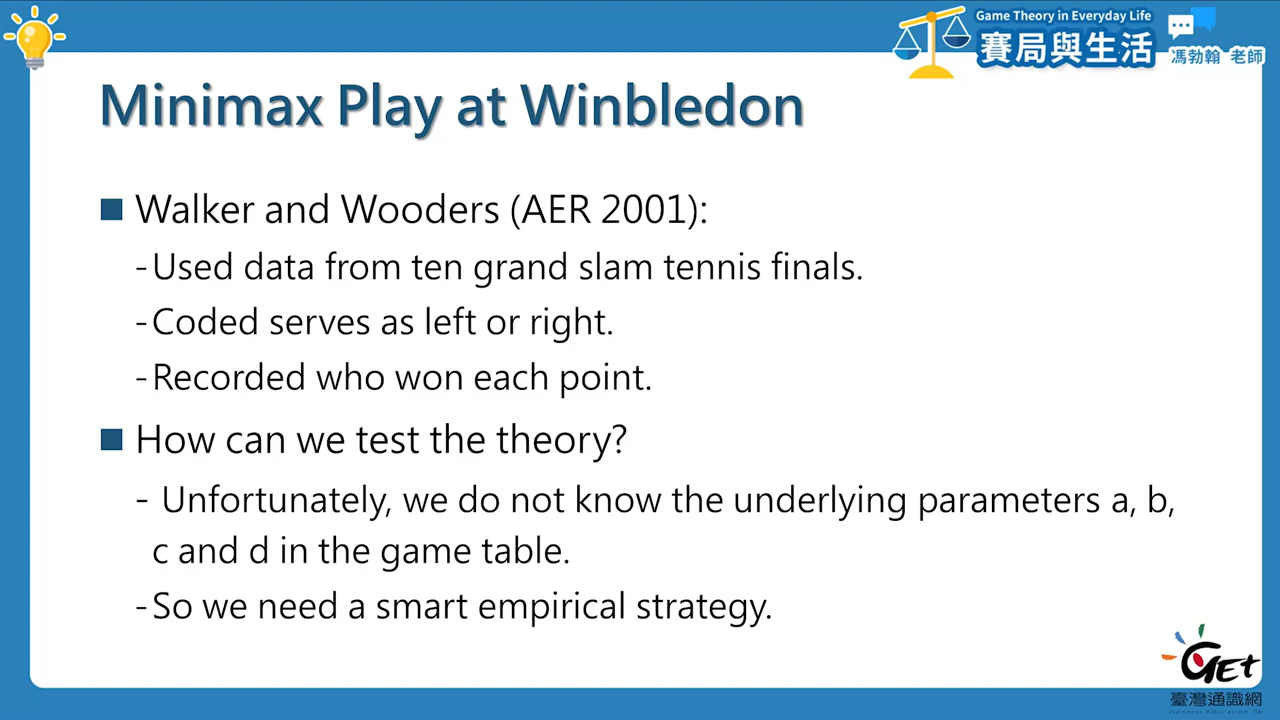 Game Theory in Everyday Life
賽局與生活
馮勃翰 老師
Minimax Play at Winbledon
Walker and Wooders (AER 2001):
-Used data from ten grand slam tennis finals.
-Coded serves as left or right.
-Recorded who won each point.
How can we test the theory?
- Unfortunately, we do not know the underlying parameters a, b,
c and d in the game table.
-So we need a smart empirical strategy.
GET
臺灣通識網